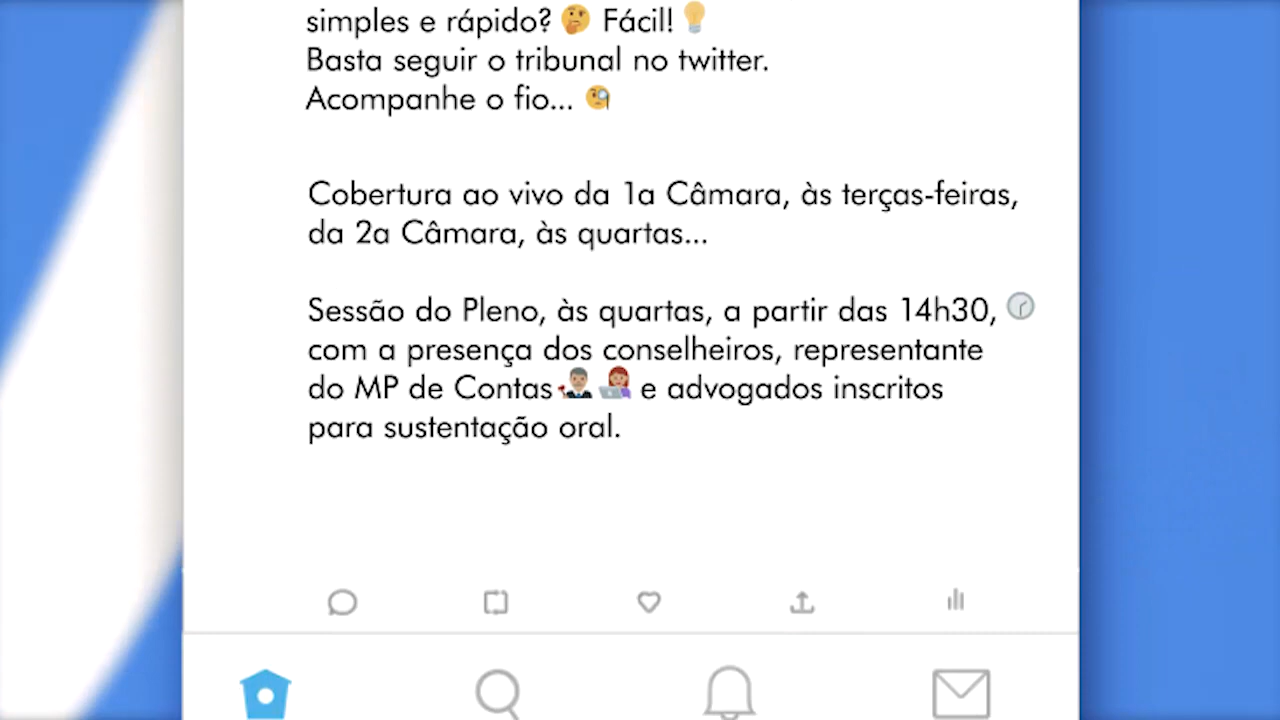 simples e rápido? 🤔 Fácil! 💡
Basta seguir o tribunal no twitter.
Acompanhe o fio... 🧐
Cobertura ao vivo da 1a Câmara, às terças-feiras,
da 2a Câmara, às quartas...
Sessão do Pleno, às quartas, a partir das 14h30,
com a presença dos conselheiros, representante
do MP de Contas e advogados inscritos
para sustentação oral.